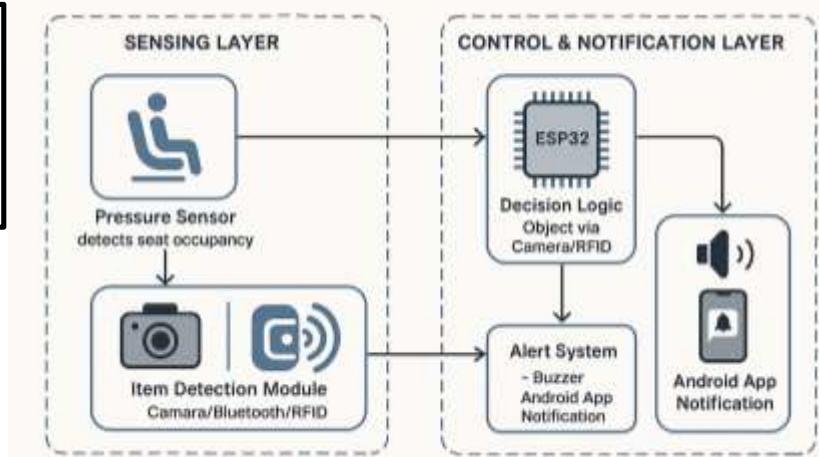 SENSING LAYER
Pressure Sensor
detects seat occupancy
Item Detection Module
Camara/Bluetooth/RFID
CONTROL & NOTIFICATION LAYER
ESP32
Decision Logic
Object via
Camera/RFID
Alert System
- Buzzer
Android App
Notification
Android App
Notification